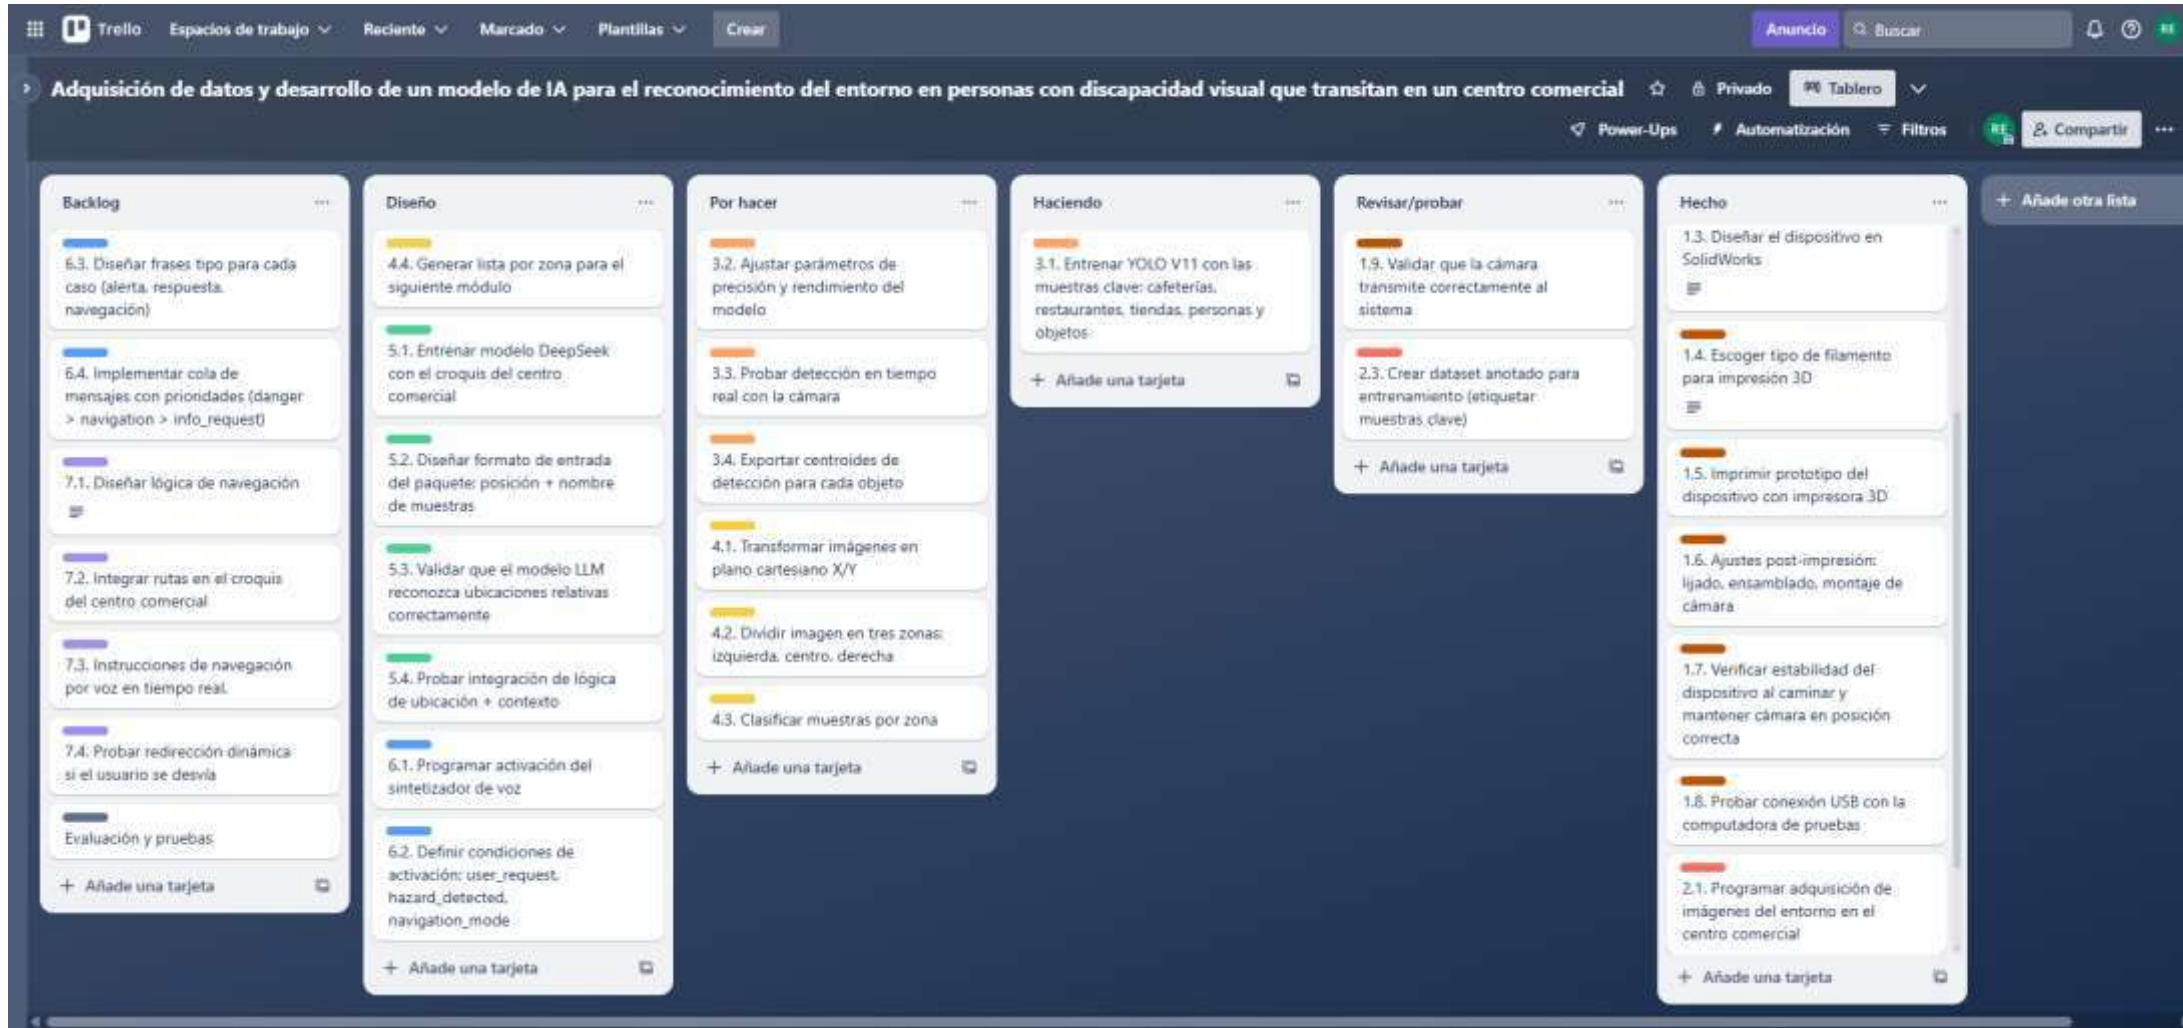 Trello Espacios de trabajo Reciente Marcado Plantillas Crear Anuncio Buscar
Adquisición de datos y desarrollo de un modelo de IA para el reconocimiento del entorno en personas con discapacidad visual que transitan en un centro comercial Privado Tablero
Power-Ups Automatización Filtros RE Compartir
Backlog
6.3. Diseñar frases tipo para cada
caso (alerta, respuesta,
navegación)
6.4. Implementar cola de
mensajes con prioridades (danger
> navigation > info_request)
7.1. Diseñar lógica de navegación
7.2. Integrar rutas en el croquis
del centro comercial
7.3. Instrucciones de navegación
por voz en tiempo real.
7.4. Probar redirección dinámica
si el usuario se desvía
Evaluación y pruebas
+ Añade una tarjeta
Diseño
4.4. Generar lista por zona para el
siguiente módulo
5.1. Entrenar modelo DeepSeek
con el croquis del centro
comercial
5.2. Diseñar formato de entrada
del paquete: posición + nombre
de muestras
5.3. Validar que el modelo LLM
reconozca ubicaciones relativas
correctamente
5.4. Probar integración de lógica
de ubicación + contexto
6.1. Programar activación del
sintetizador de voz
6.2. Definir condiciones de
activación: user_request,
hazard_detected,
navigation_mode
+ Añade una tarjeta
Por hacer
3.2. Ajustar parámetros de
precisión y rendimiento del
modelo
3.3. Probar detección en tiempo
real con la cámara
3.4. Exportar centroides de
detección para cada objeto
4.1. Transformar imágenes en
plano cartesiano X/Y
4.2. Dividir imagen en tres zonas:
izquierda, centro, derecha
4.3. Clasificar muestras por zona
+ Añade una tarjeta
Haciendo
3.1. Entrenar YOLO V11 con las
muestras clave: cafeterías,
restaurantes, tiendas, personas y
objetos
+ Añade una tarjeta
Revisar/probar
1.9. Validar que la cámara
transmite correctamente al
sistema
2.3. Crear dataset anotado para
entrenamiento (etiquetar
muestras clave)
+ Añade una tarjeta
Hecho
1.3. Diseñar el dispositivo en
SolidWorks
1.4. Escoger tipo de filamento
para impresión 3D
1.5. Imprimir prototipo del
dispositivo con impresora 3D
1.6. Ajustes post-impresión:
lijado, ensamblado, montaje de
cámara
1.7. Verificar estabilidad del
dispositivo al caminar y
mantener cámara en posición
correcta
1.8. Probar conexión USB con la
computadora de pruebas
2.1. Programar adquisición de
imágenes del entorno en el
centro comercial
+ Añade una tarjeta
+ Añade otra lista